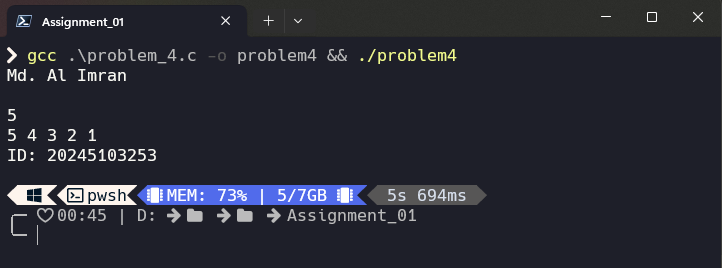 Assignment_01
❯ gcc .\problem_4.c -o problem4 && ./problem4
Md. Al Imran
5
5 4 3 2 1
ID: 20245103253
pwsh MEM: 73% | 5/7GB 5s 694ms
00:45 | D: → → → Assignment_01